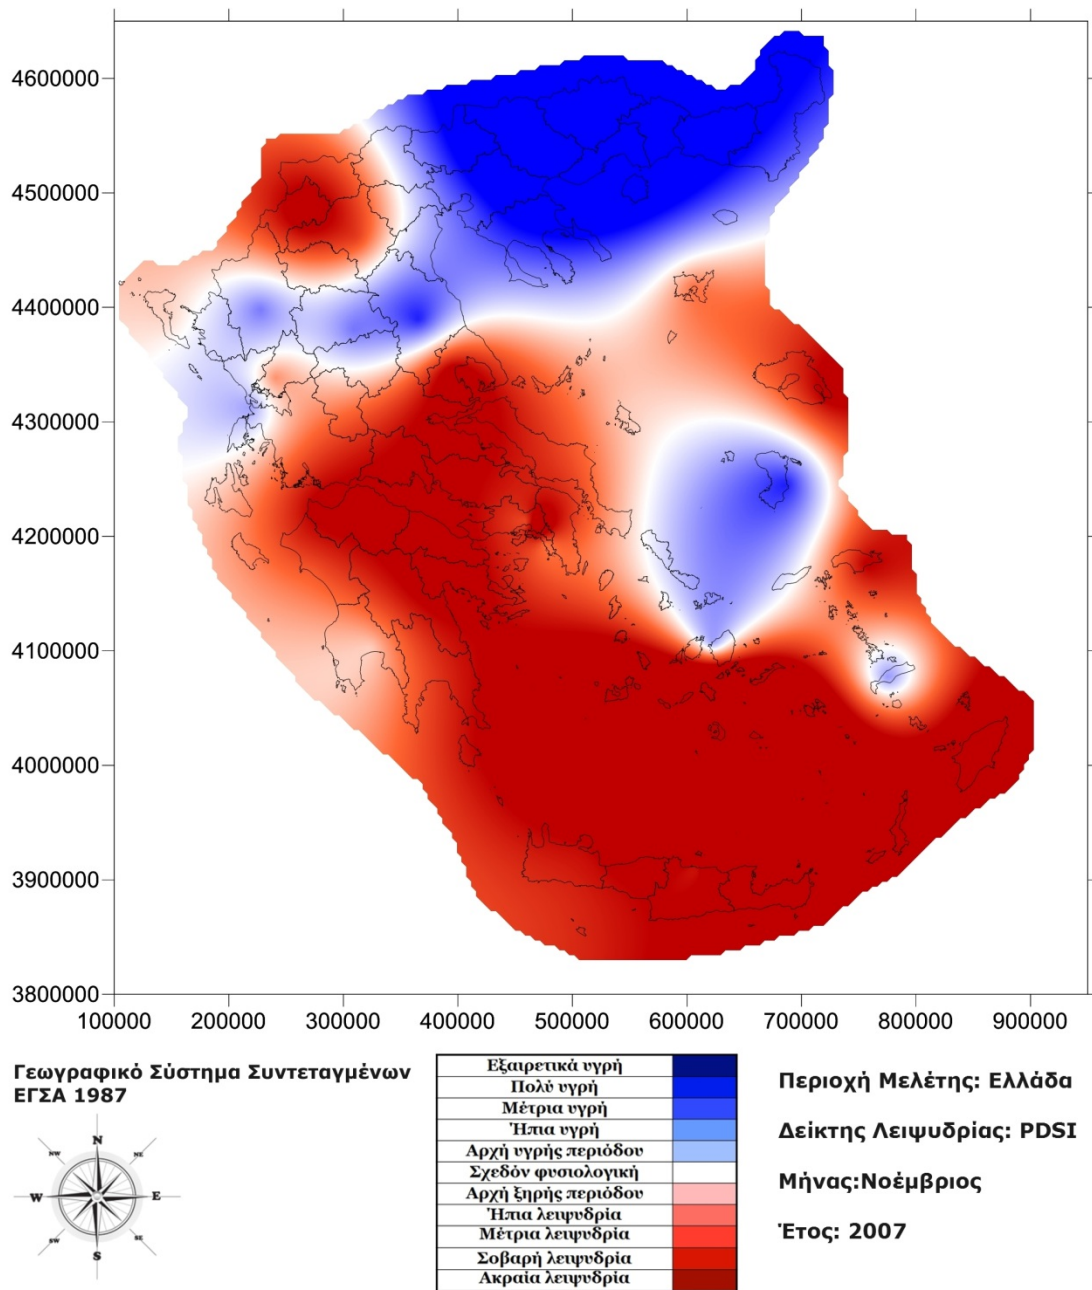 4600000
4500000
4400000
4300000
4200000
4100000
4000000
3900000
3800000
100000 200000 300000 400000 500000 600000 700000 800000 900000
Γεωγραφικό Σύστημα Συντεταγμένων
ΕΓΣΑ 1987
N
NE
E
SE
S
SW
W
NW
Εξαιρετικά υγρή
Πολύ υγρή
Μέτρια υγρή
Ήπια υγρή
Αρχή υγρής περιόδου
Σχεδόν φυσιολογική
Αρχή ξηρής περιόδου
Ήπια λειψυδρία
Μέτρια λειψυδρία
Σοβαρή λειψυδρία
Ακραία λειψυδρία
Περιοχή Μελέτης: Ελλάδα
Δείκτης Λειψυδρίας: PDSI
Μήνας:Νοέμβριος
Έτος: 2007